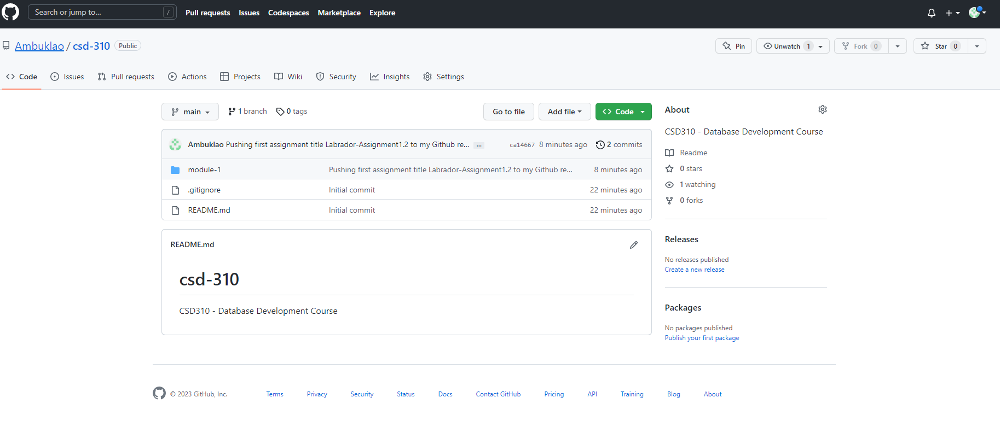 Search or jump to... /
Pull requests Issues Codespaces Marketplace Explore
Ambuklao / csd-310 Public
Pin Unwatch 1 Fork 0 Star 0
Code Issues Pull requests Actions Projects Wiki Security Insights Settings
main 1 branch 0 tags Go to file Add file Code
Ambuklao Pushing first assignment title Labrador-Assignment1.2 to my Github re... ... ca14667 8 minutes ago 2 commits
module-1 Pushing first assignment title Labrador-Assignment1.2 to my Github re... 8 minutes ago
.gitignore Initial commit 22 minutes ago
README.md Initial commit 22 minutes ago
README.md
csd-310
CSD310 - Database Development Course
About
CSD310 - Database Development Course
Readme
0 stars
1 watching
0 forks
Releases
No releases published
Create a new release
Packages
No packages published
Publish your first package
© 2023 GitHub, Inc. Terms Privacy Security Status Docs Contact GitHub Pricing API Training Blog About